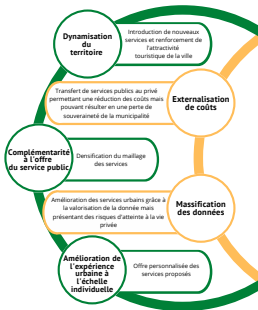 Dynamisation
du
territoire
Introduction de nouveaux
services et renforcement de
l'attractivité
touristique de la ville
Transfert de services publics au privé
permettant une réduction des coûts mais
pouvant résulter en une perte de
souveraineté de la municipalité
Externalisation
de coûts
Complémentarité
à l'offre
du service public
Densification du maillage
des services
Amélioration des services urbains grâce à
la valorisation de la donnée mais
présentant des risques d'atteinte à la vie
privée
Massification
des données
Amélioration de
l'expérience
urbaine à
l'échelle
individuelle
Offre personnalisée des
services proposés